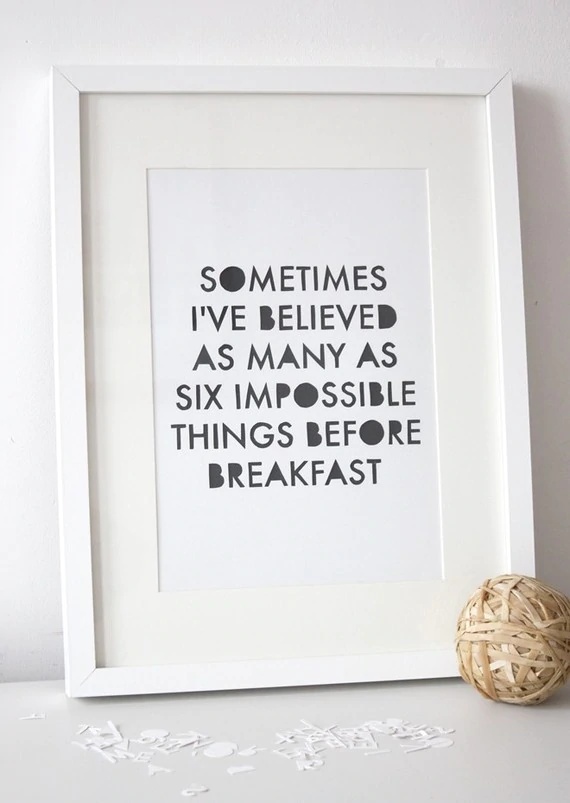 SOMETIMES
I'VE BELIEVED
AS MANY AS
SIX IMPOSSIBLE
THINGS BEFORE
BREAKFAST